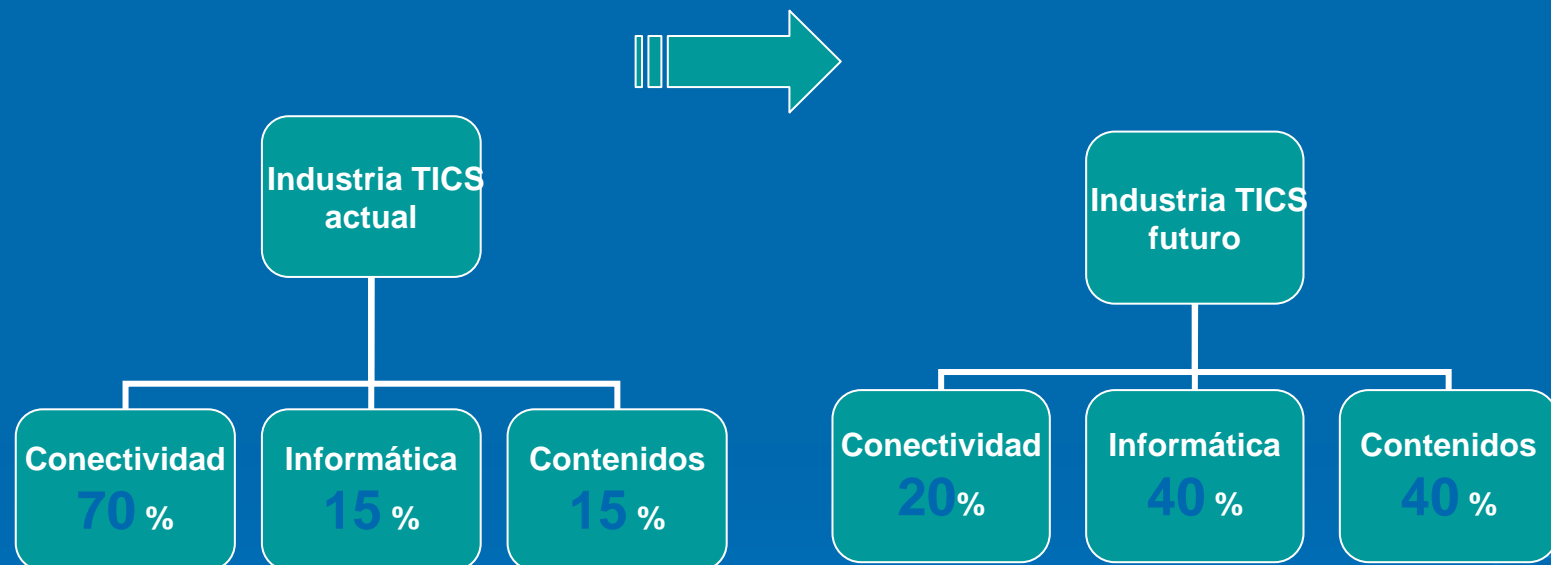 Industria TICS
actual
Conectividad
70 %
Informática
15 %
Contenidos
15 %
Industria TICS
futuro
Conectividad
20%
Informática
40 %
Contenidos
40 %